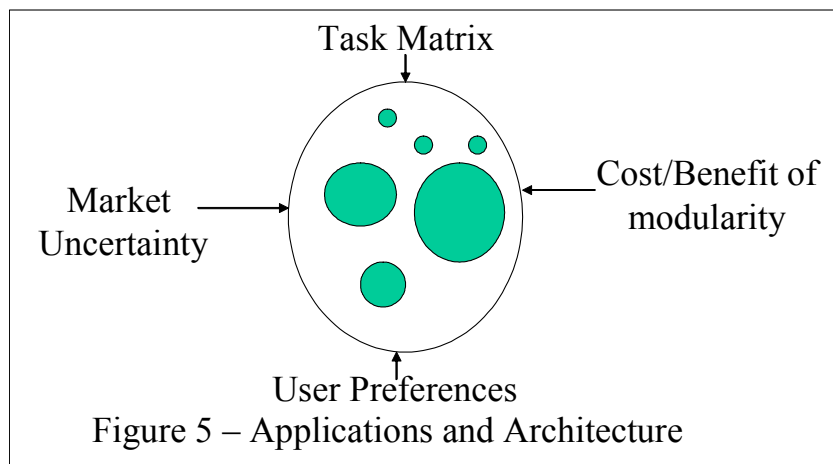 Task Matrix
Market
Uncertainty
Cost/Benefit of
modularity
User Preferences
Figure 5 – Applications and Architecture